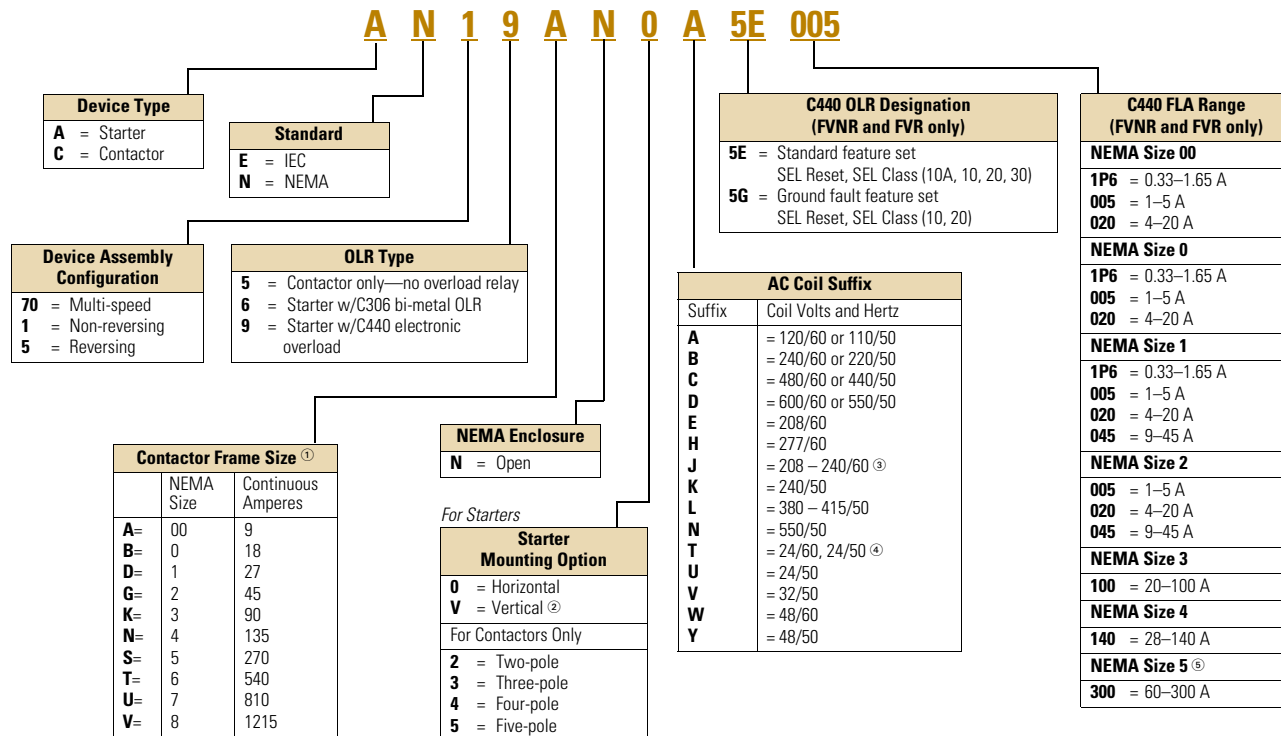 A N 1 9 A N 0 A 5E 005
Device Type
A = Starter
C = Contactor
Standard
E = IEC
N = NEMA
Device Assembly
Configuration
70 = Multi-speed
1 = Non-reversing
5 = Reversing
OLR Type
5 = Contactor only—no overload relay
6 = Starter w/C306 bi-metal OLR
9 = Starter w/C440 electronic
overload
Contactor Frame Size ①
NEMA Size Continuous Amperes
A= 00 9
B= 0 18
D= 1 27
G= 2 45
K= 3 90
N= 4 135
S= 5 270
T= 6 540
U= 7 810
V= 8 1215
NEMA Enclosure
N = Open
For Starters
Starter
Mounting Option
0 = Horizontal
V = Vertical ②
For Contactors Only
2 = Two-pole
3 = Three-pole
4 = Four-pole
5 = Five-pole
AC Coil Suffix
Suffix Coil Volts and Hertz
A = 120/60 or 110/50
B = 240/60 or 220/50
C = 480/60 or 440/50
D = 600/60 or 550/50
E = 208/60
H = 277/60
J = 208 – 240/60 ③
K = 240/50
L = 380 – 415/50
N = 550/50
T = 24/60, 24/50 ④
U = 24/50
V = 32/50
W = 48/60
Y = 48/50
C440 OLR Designation
(FVNR and FVR only)
5E = Standard feature set
SEL Reset, SEL Class (10A, 10, 20, 30)
5G = Ground fault feature set
SEL Reset, SEL Class (10, 20)
C440 FLA Range
(FVNR and FVR only)
NEMA Size 00
1P6 = 0.33–1.65 A
005 = 1–5 A
020 = 4–20 A
NEMA Size 0
1P6 = 0.33–1.65 A
005 = 1–5 A
020 = 4–20 A
NEMA Size 1
1P6 = 0.33–1.65 A
005 = 1–5 A
020 = 4–20 A
045 = 9–45 A
NEMA Size 2
005 = 1–5 A
020 = 4–20 A
045 = 9–45 A
NEMA Size 3
100 = 20–100 A
NEMA Size 4
140 = 28–140 A
NEMA Size 5 ⑤
300 = 60–300 A